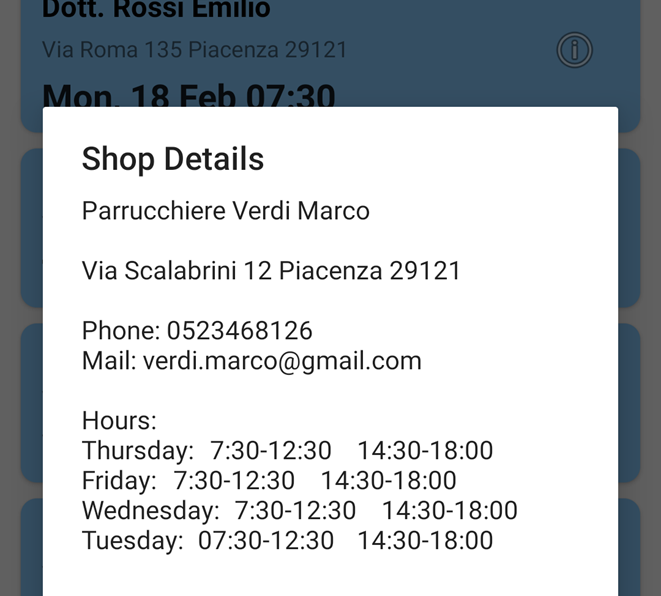 Dott. Rossi Emilio
Via Roma 135 Piacenza 29121
Mon, 18 Feb 07:30
Shop Details
Parrucchiere Verdi Marco
Via Scalabrini 12 Piacenza 29121
Phone: 0523468126
Mail: verdi.marco@gmail.com
Hours:
Thursday: 7:30-12:30 14:30-18:00
Friday: 7:30-12:30 14:30-18:00
Wednesday: 7:30-12:30 14:30-18:00
Tuesday: 07:30-12:30 14:30-18:00